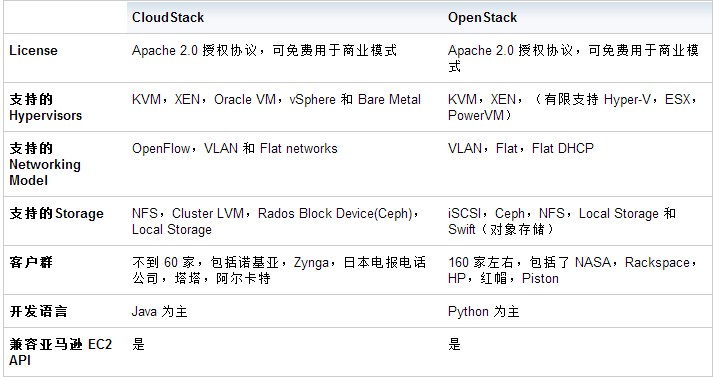 CloudStack OpenStack
License Apache 2.0 授权协议，可免费用于商业模式 Apache 2.0 授权协议，可免费用于商业模
式
支持的 KVM，XEN，Oracle VM，vSphere 和 Bare Metal KVM，XEN，（有限支持 Hyper-V，ESX，
Hypervisors PowerVM）
支持的 OpenFlow，VLAN 和 Flat networks VLAN，Flat，Flat DHCP
Networking
Model
支持的Storage NFS，Cluster LVM，Rados Block Device(Ceph)， iSCSI，Ceph，NFS，Local Storage 和
Local Storage Swift（对象存储）
客户群 不到 60 家，包括诺基亚，Zynga，日本电报电话 160 家左右，包括了 NASA，Rackspace，
公司，塔塔，阿尔卡特 HP，红帽，Piston
开发语言 Java 为主 Python 为主
兼容亚马逊 EC2 是 是
API